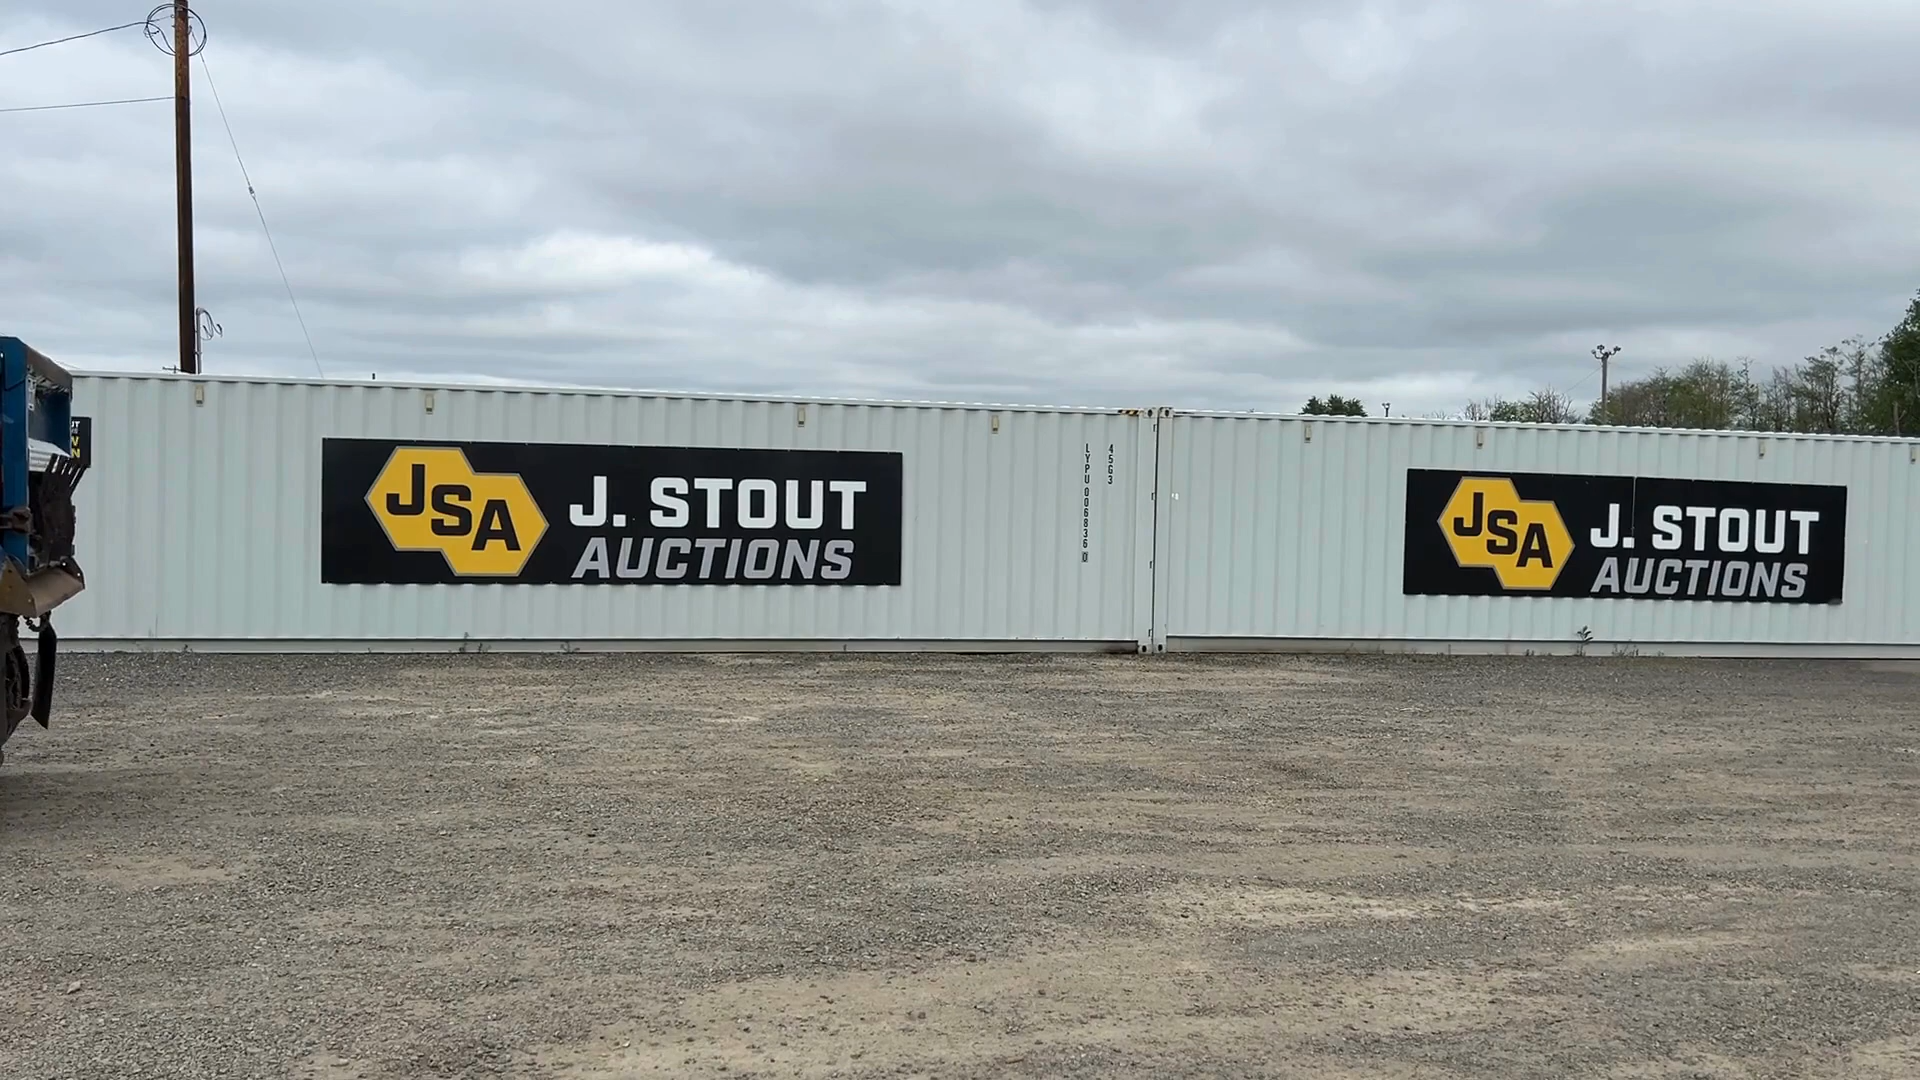 JSA
J. STOUT
AUCTIONS
LYPU 006836 0
45G3
JSA
J. STOUT
AUCTIONS